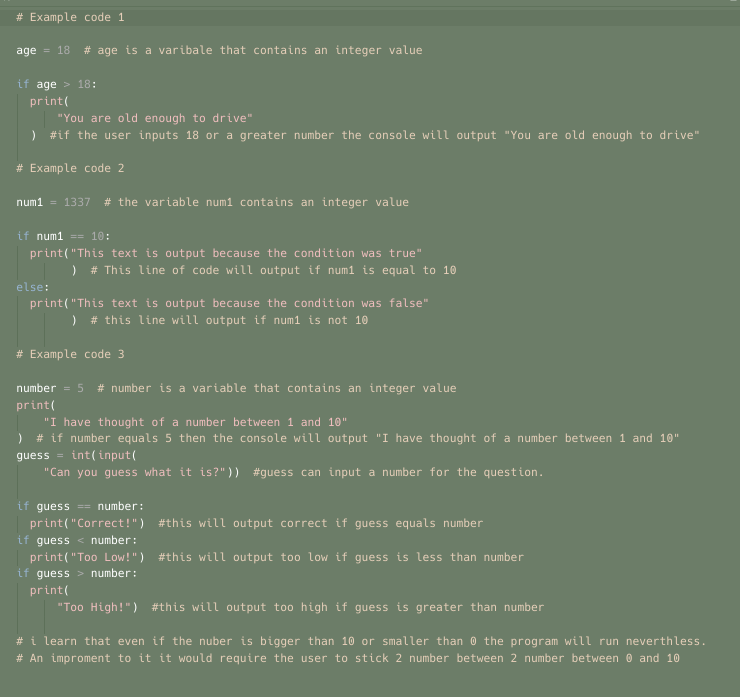 # Example code 1
age = 18  # age is a varibale that contains an integer value
if age > 18:
  print(
      "You are old enough to drive"
  )  #if the user inputs 18 or a greater number the console will output "You are old enough to drive"
# Example code 2
num1 = 1337  # the variable num1 contains an integer value
if num1 == 10:
  print("This text is output because the condition was true"
        )  # This line of code will output if num1 is equal to 10
else:
  print("This text is output because the condition was false"
        )  # this line will output if num1 is not 10
# Example code 3
number = 5  # number is a variable that contains an integer value
print(
    "I have thought of a number between 1 and 10"
)  # if number equals 5 then the console will output "I have thought of a number between 1 and 10"
guess = int(input(
    "Can you guess what it is?"))  #guess can input a number for the question.
if guess == number:
  print("Correct!")  #this will output correct if guess equals number
if guess < number:
  print("Too Low!")  #this will output too low if guess is less than number
if guess > number:
  print(
      "Too High!")  #this will output too high if guess is greater than number
# i learn that even if the nuber is bigger than 10 or smaller than 0 the program will run neverthless.
# An improment to it it would require the user to stick 2 number between 2 number between 0 and 10